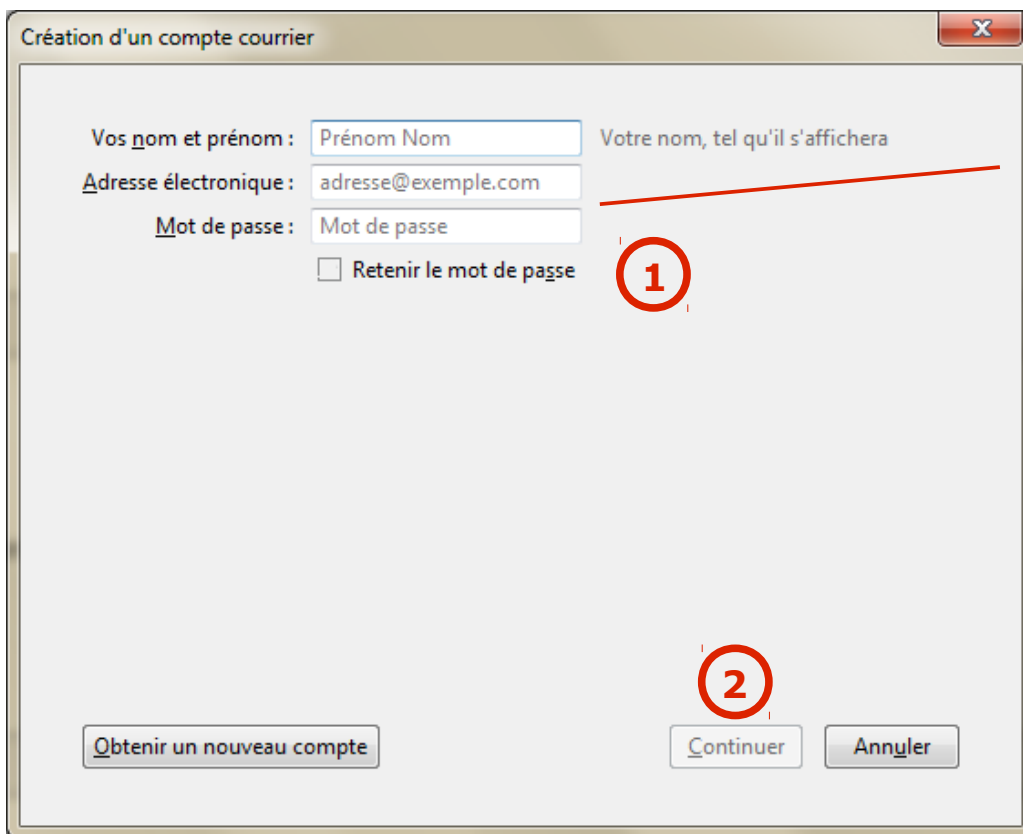 Création d'un compte courrier
x
Vos nom et prénom : Prénom Nom Votre nom, tel qu'il s'affichera
Adresse électronique : adresse@exemple.com
Mot de passe : Mot de passe
Retenir le mot de passe
1
2
Obtenir un nouveau compte Continuer Annuler